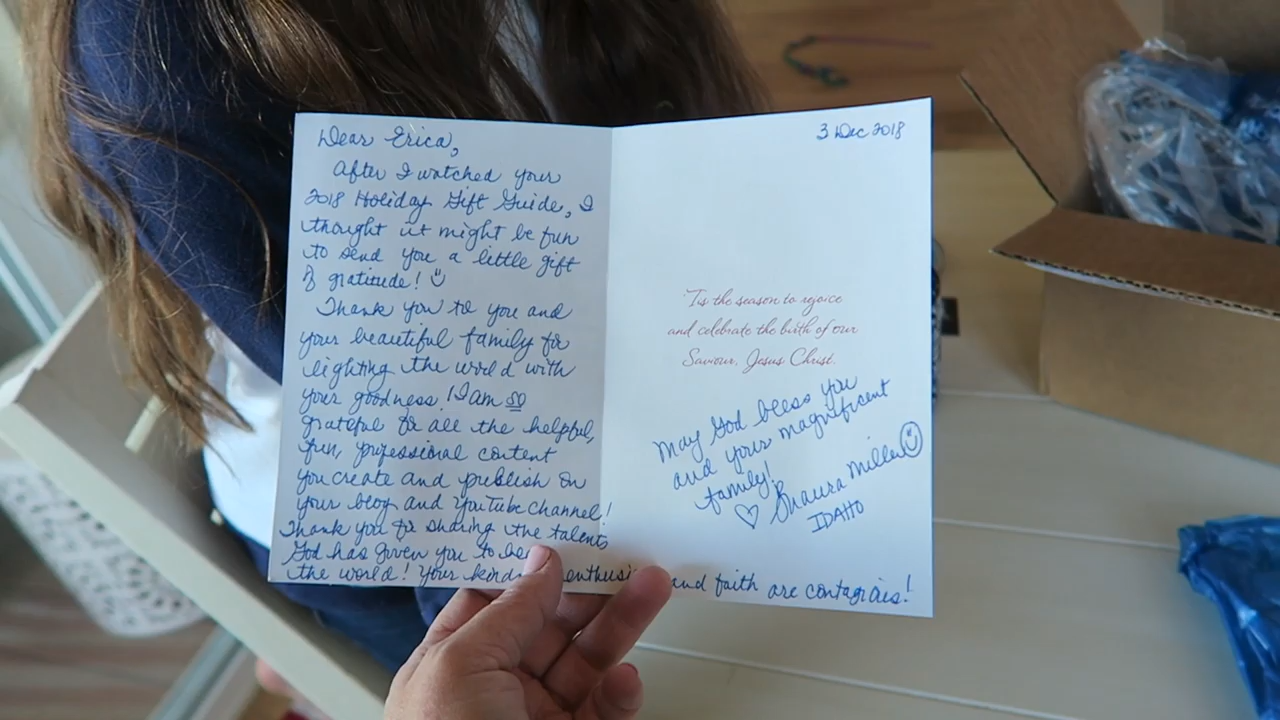 Dear Erica,
After I watched your
2018 Holiday Gift Guide, I
thought it might be fun
to send you a little gift
of gratitude!
Thank you to you and
your beautiful family for
lighting the world with
your goodness! I am so
grateful for all the helpful,
fun, professional content
you create and publish on
your blog and YouTube channel!
Thank you for sharing the talents
God has given you to
the world! Your and faith are contagious!
3 Dec 2018
'Tis the season to rejoice
and celebrate the birth of our
Saviour, Jesus Christ.
May God bless you
and your magnificent
family!
Shaura Miller
IDAHO